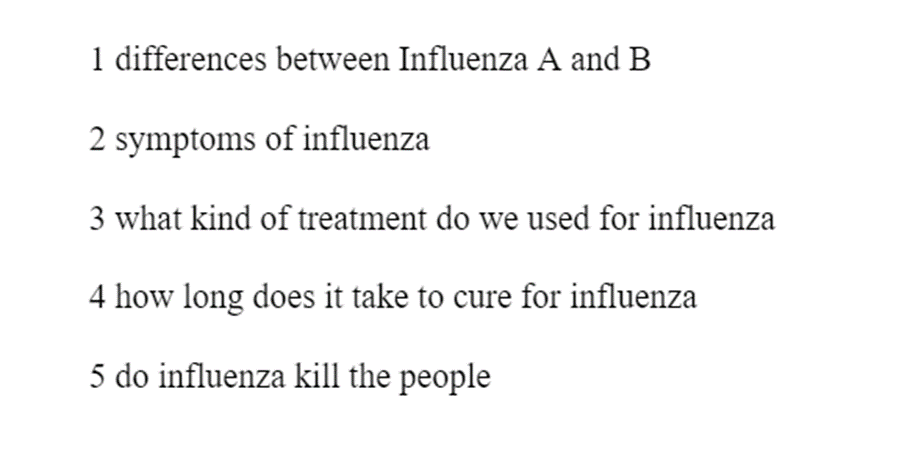 1 differences between Influenza A and B
2 symptoms of influenza
3 what kind of treatment do we used for influenza
4 how long does it take to cure for influenza
5 do influenza kill the people